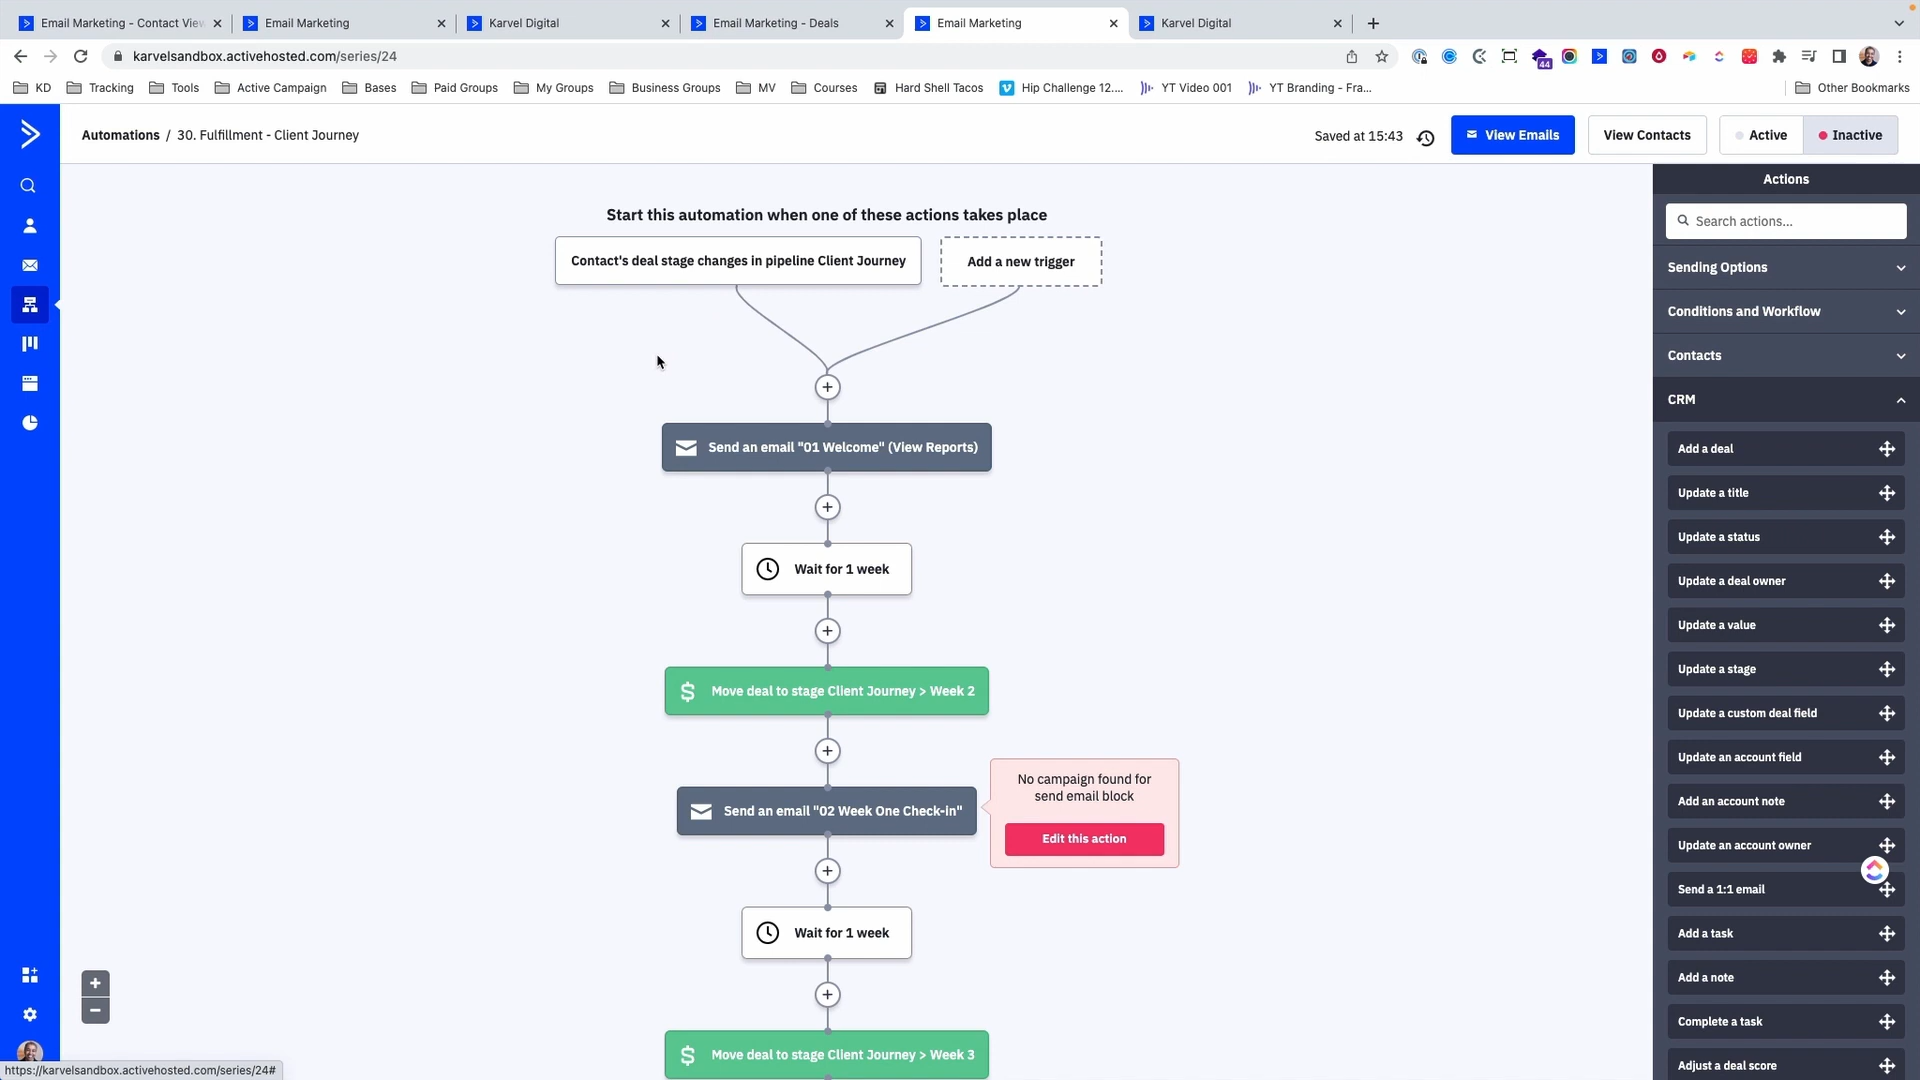 Email Marketing - Contact View
Email Marketing
Karvel Digital
Email Marketing - Deals
Email Marketing
Karvel Digital
karvelsandbox.activehosted.com/series/24
44
KD
Tracking
Tools
Active Campaign
Bases
Paid Groups
My Groups
Business Groups
MV
Courses
Hard Shell Tacos
Hip Challenge 12....
YT Video 001
YT Branding - Fra...
Other Bookmarks
Automations / 30. Fulfillment - Client Journey
Saved at 15:43
View Emails
View Contacts
Active
Inactive
Start this automation when one of these actions takes place
Contact's deal stage changes in pipeline Client Journey
Add a new trigger
Send an email "01 Welcome" (View Reports)
Wait for 1 week
Move deal to stage Client Journey > Week 2
Send an email "02 Week One Check-in"
No campaign found for
send email block
Edit this action
Wait for 1 week
Move deal to stage Client Journey > Week 3
Actions
Search actions...
Sending Options
Conditions and Workflow
Contacts
CRM
Add a deal
Update a title
Update a status
Update a deal owner
Update a value
Update a stage
Update a custom deal field
Update an account field
Add an account note
Update an account owner
Send a 1:1 email
Add a task
Add a note
Complete a task
Adjust a deal score
https://karvelsandbox.activehosted.com/series/24#